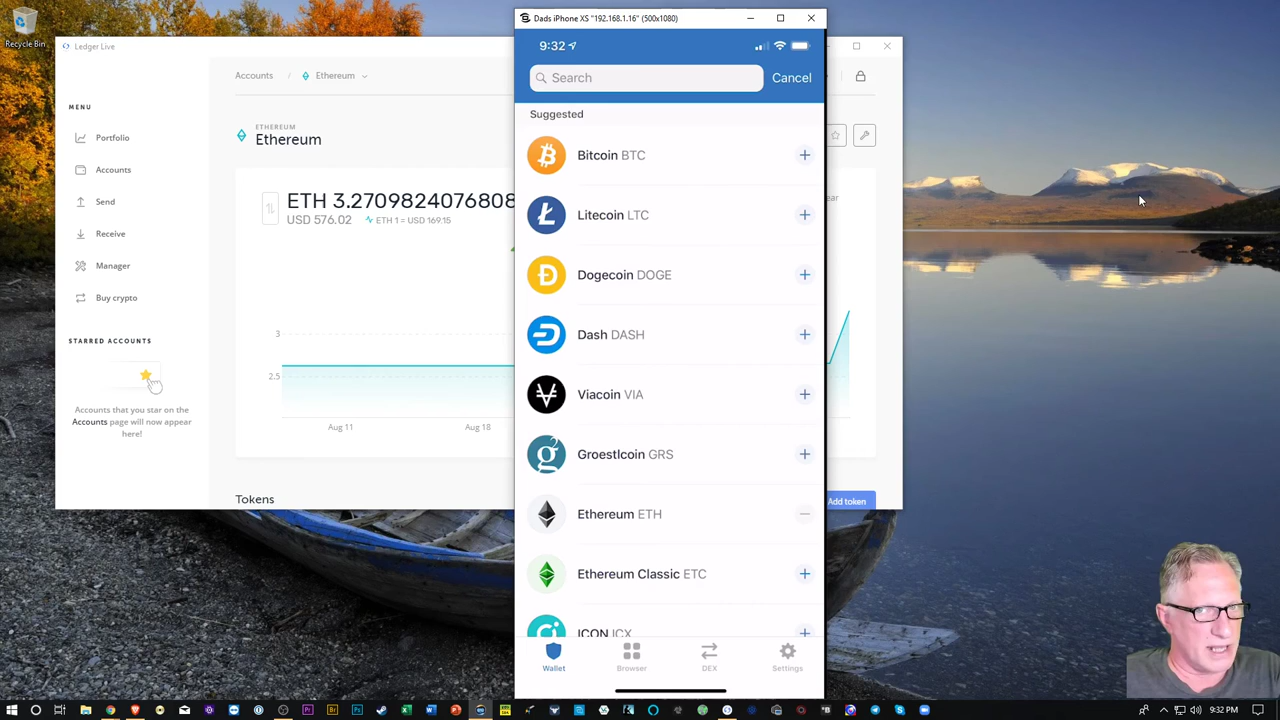 Recycle Bin
Ledger Live
MENU
Portfolio
Accounts
Send
Receive
Manager
Buy crypto
STARRED ACCOUNTS
Accounts that you star on the
Accounts page will now appear
here!
Accounts / Ethereum
ETHEREUM
Ethereum
ETH 3.2709824076808
USD 576.02 ETH 1 = USD 169.15
3
2.5
Aug 11 Aug 18
Tokens
Add token
Dads iPhone XS "192.168.1.16" (500x1080)
9:32
Search
Cancel
Suggested
Bitcoin BTC
Litecoin LTC
Dogecoin DOGE
Dash DASH
Viacoin VIA
Groestlcoin GRS
Ethereum ETH
Ethereum Classic ETC
ICON ICX
Wallet Browser DEX Settings
9:32 PM